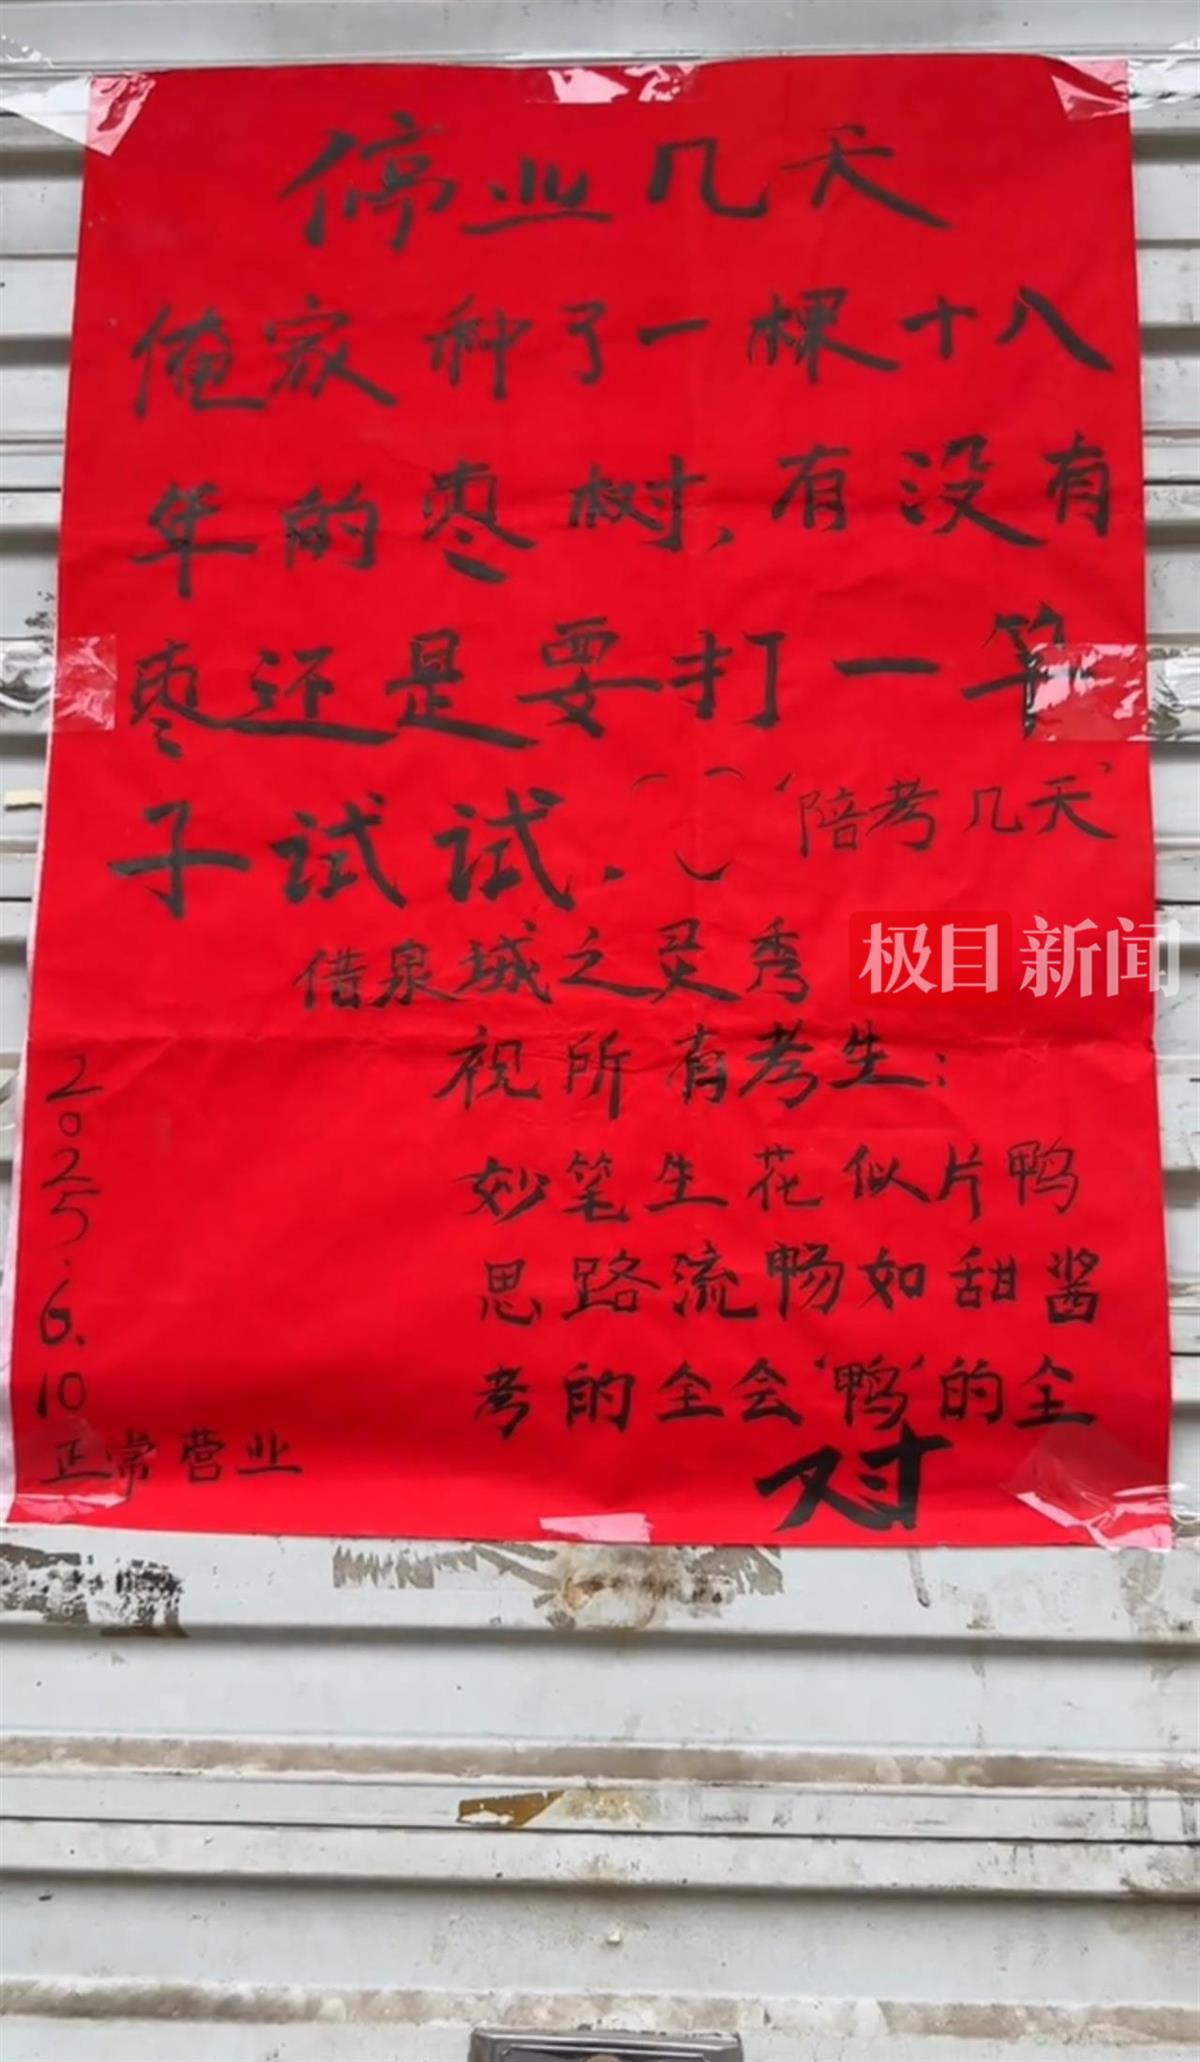 停业几天
俺家种了一棵十八
年的枣树,有没有
枣还是要打一竿
子试试.
'陪考几天'
借泉城之灵秀
极目新闻
祝所有考生:
妙笔生花似片鸭
思路流畅如甜酱
考的全会'鸭'的全
对
2025.6.10
正常营业